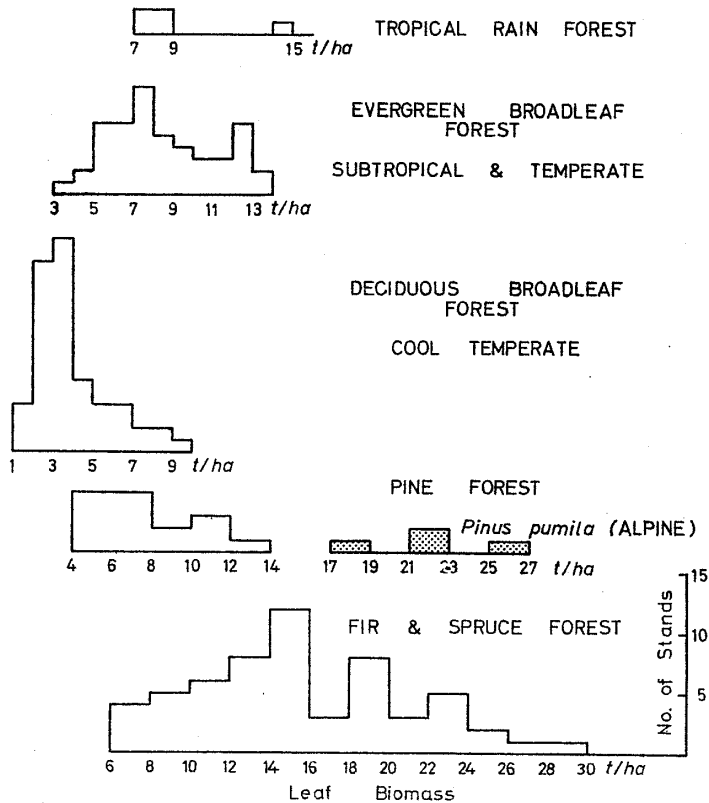 TROPICAL RAIN FOREST
7 9 15 t/ha
EVERGREEN BROADLEAF
FOREST
SUBTROPICAL & TEMPERATE
3 5 7 9 11 13 t/ha
DECIDUOUS BROADLEAF
FOREST
COOL TEMPERATE
1 3 5 7 9 t/ha
PINE FOREST
Pinus pumila (ALPINE)
4 6 8 10 12 14 17 19 21 23 25 27 t/ha
FIR & SPRUCE FOREST
No. of Stands
15
10
5
6 8 10 12 14 16 18 20 22 24 26 28 30 t/ha
Leaf Biomass